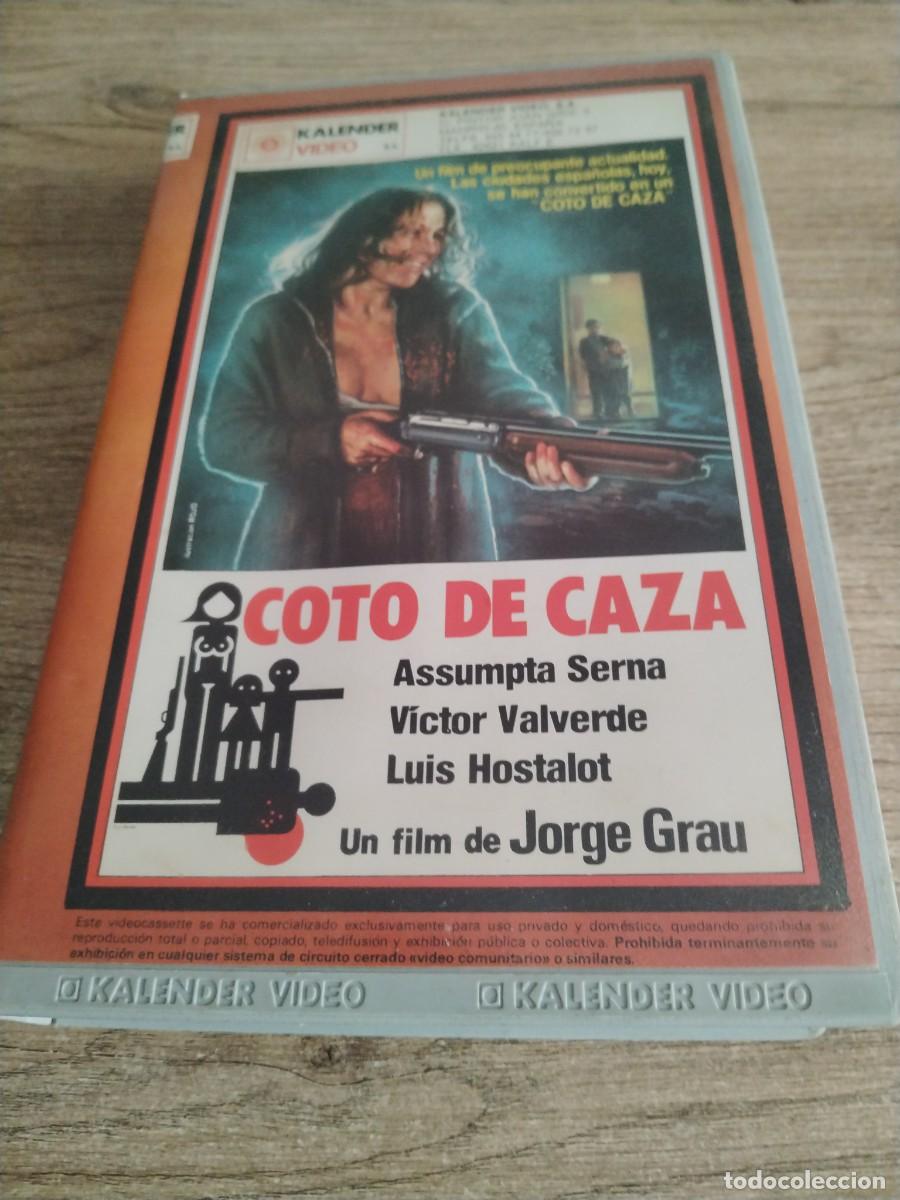 KALENDER
VIDEO S.A.
KALENDER VIDEO, S.A.
Un film de preocupante actualidad.
Las ciudades españolas, hoy,
se han convertido en un
"COTO DE CAZA"
COTO DE CAZA
Assumpta Serna
Víctor Valverde
Luis Hostalot
Un film de Jorge Grau
Este videocassette se ha comercializado exclusivamente para uso privado y doméstico, quedando prohibida su
reproducción total o parcial, copiado, teledifusión y exhibición pública o colectiva. Prohibida terminantemente su
exhibición en cualquier sistema de circuito cerrado «video comunitario» o similares.
KALENDER VIDEO KALENDER VIDEO
todocoleccion